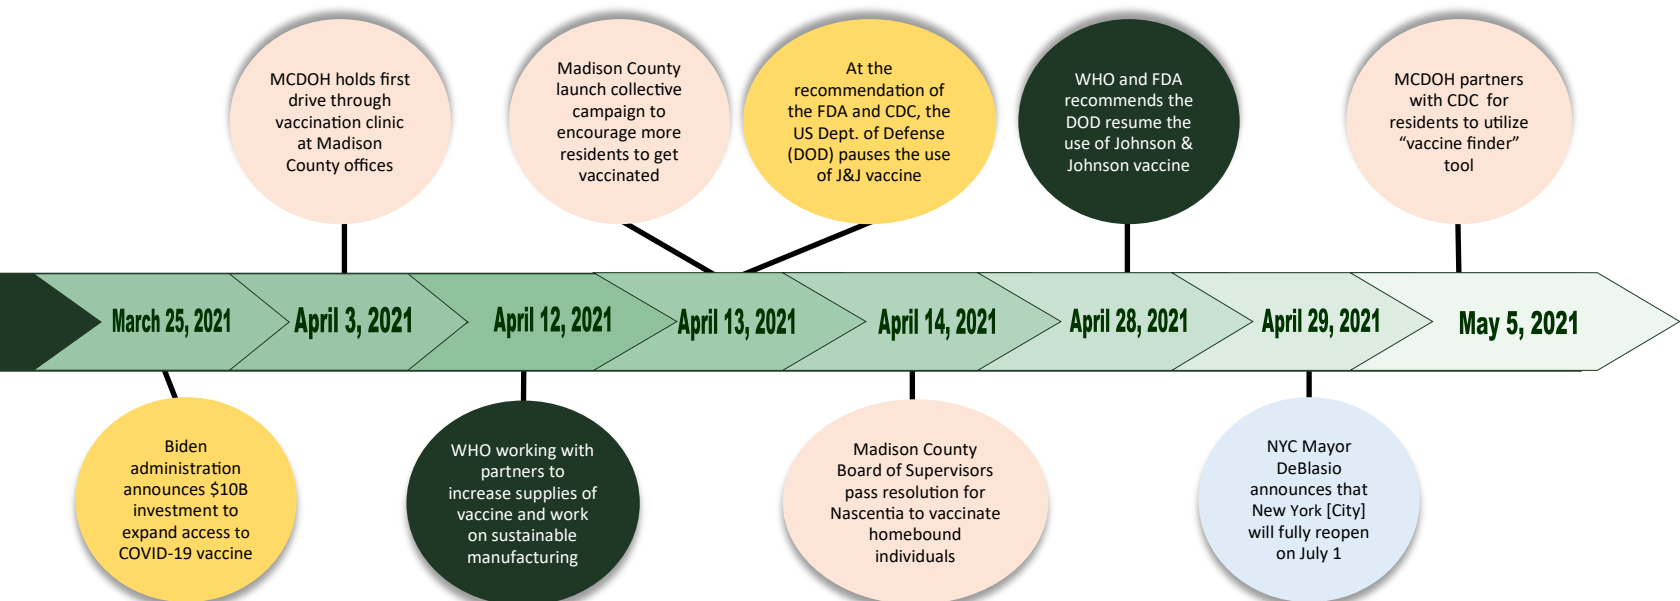 MCDOH holds first
drive through
vaccination clinic
at Madison
County offices
Madison County
launch collective
campaign to
encourage more
residents to get
vaccinated
At the
recommendation of
the FDA and CDC, the
US Dept. of Defense
(DOD) pauses the use
of J&J vaccine
WHO and FDA
recommends the
DOD resume the
use of Johnson &
Johnson vaccine
MCDOH partners
with CDC for
residents to utilize
“vaccine finder”
tool
March 25, 2021
April 3, 2021
April 12, 2021
April 13, 2021
April 14, 2021
April 28, 2021
April 29, 2021
May 5, 2021
Biden
administration
announces $10B
investment to
expand access to
COVID-19 vaccine
WHO working with
partners to
increase supplies of
vaccine and work
on sustainable
manufacturing
Madison County
Board of Supervisors
pass resolution for
Nascentia to vaccinate
homebound
individuals
NYC Mayor
DeBlasio
announces that
New York [City]
will fully reopen
on July 1